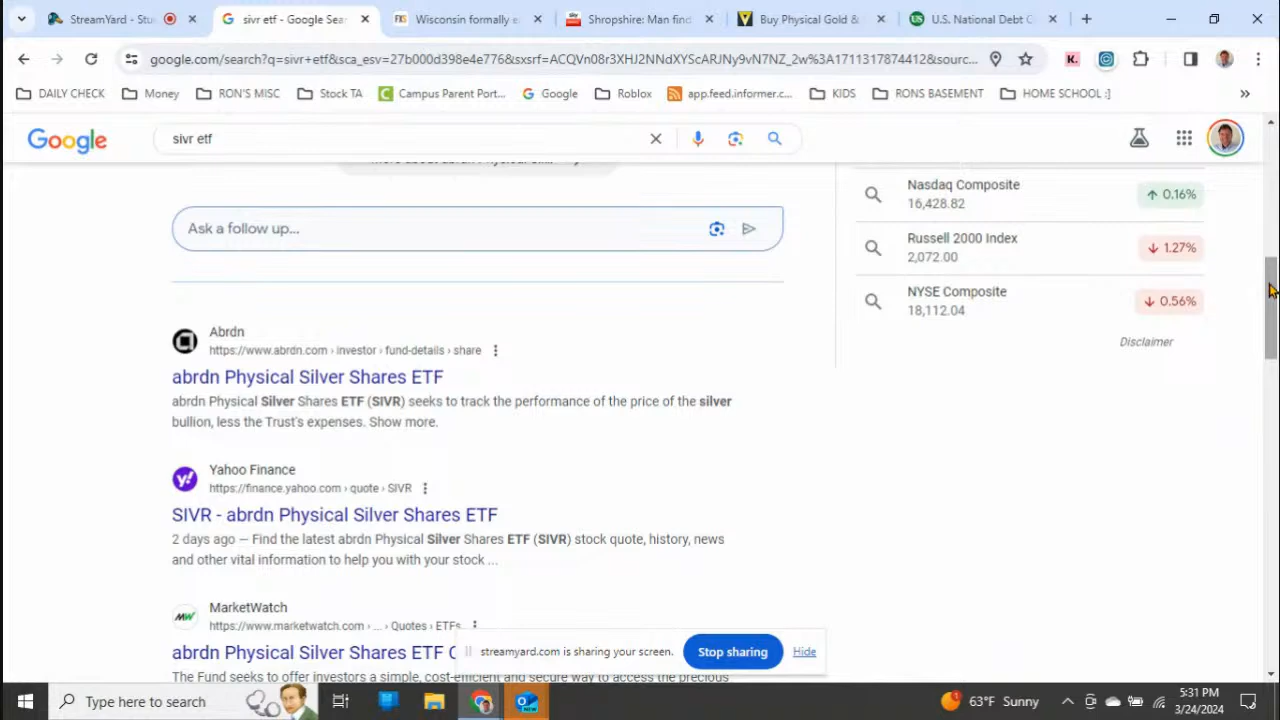 StreamYard - Stu
sivr etf - Google Sear
FXS
Wisconsin formally e
sky
Shropshire: Man find
Buy Physical Gold &
U.S. National Debt C
google.com/search?q=sivr+etf&sca_esv=27b000d398e4e776&sxsrf=ACQVn08r3XHJ2NNdXYScARJNy9vN7NZ_2w%3A1711317874412&sourc...
K.
DAILY CHECK
Money
RON'S MISC
Stock TA
Campus Parent Port...
Google
Roblox
app.feed.informer.c...
KIDS
RONS BASEMENT
HOME SCHOOL :]
»
Google
sivr etf
Ask a follow up...
Nasdaq Composite
16,428.82
↑ 0.16%
Russell 2000 Index
2,072.00
↓ 1.27%
NYSE Composite
18,112.04
↓ 0.56%
Disclaimer
Abrdn
https://www.abrdn.com › investor › fund-details › share
abrdn Physical Silver Shares ETF
abrdn Physical Silver Shares ETF (SIVR) seeks to track the performance of the price of the silver
bullion, less the Trust's expenses. Show more.
y!
Yahoo Finance
https://finance.yahoo.com › quote › SIVR
SIVR - abrdn Physical Silver Shares ETF
2 days ago — Find the latest abrdn Physical Silver Shares ETF (SIVR) stock quote, history, news
and other vital information to help you with your stock ...
MW
MarketWatch
https://www.marketwatch.com › ... › Quotes › ETFs
abrdn Physical Silver Shares ETF
streamyard.com is sharing your screen.
Stop sharing
Hide
The Fund seeks to offer investors a simple, cost-efficient and secure way to access the precious
Type here to search
63°F Sunny
5:31 PM
3/24/2024